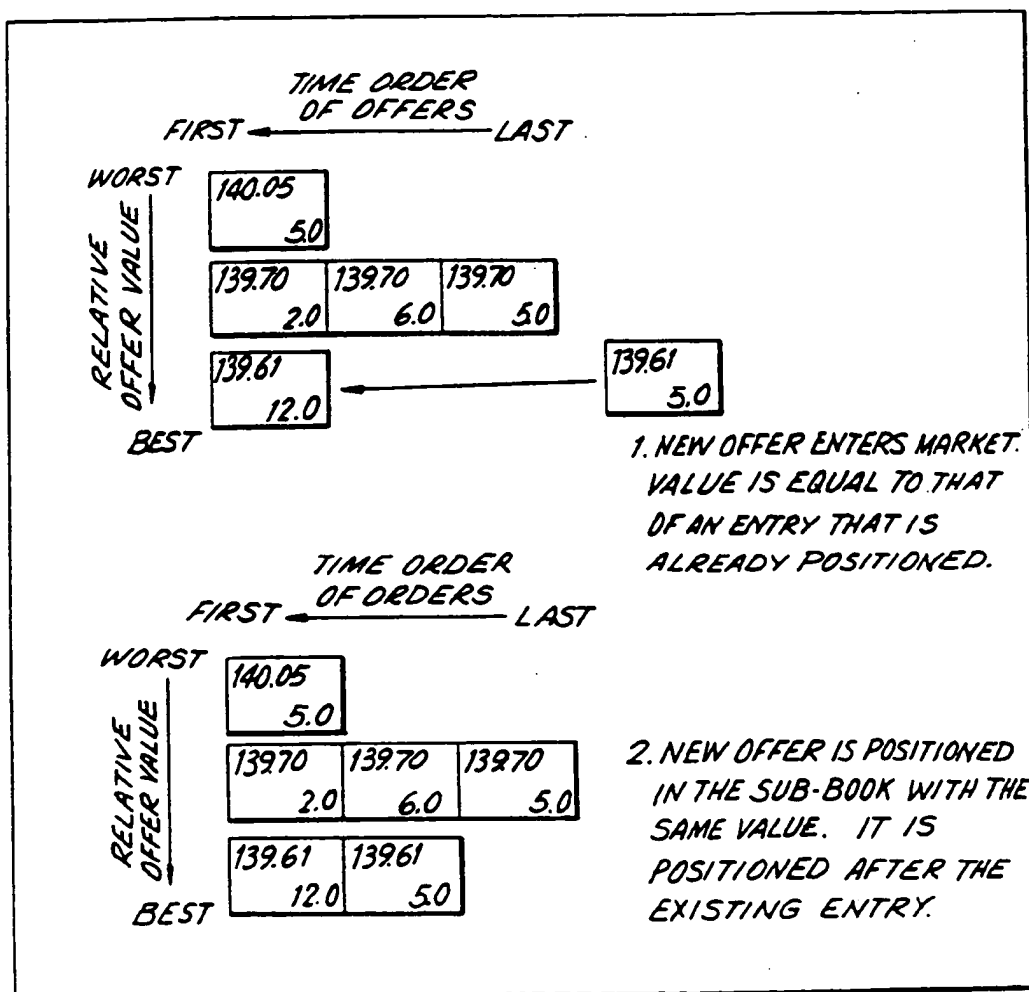 TIME ORDER
OF OFFERS
FIRST LAST
WORST
RELATIVE
OFFER VALUE
BEST
140.05
5.0
139.70 139.70 139.70
2.0 6.0 5.0
139.61 139.61
12.0 5.0
1. NEW OFFER ENTERS MARKET.
VALUE IS EQUAL TO THAT
OF AN ENTRY THAT IS
ALREADY POSITIONED.
TIME ORDER
OF ORDERS
FIRST LAST
WORST
RELATIVE
OFFER VALUE
BEST
140.05
5.0
139.70 139.70 139.70
2.0 6.0 5.0
139.61 139.61
12.0 5.0
2. NEW OFFER IS POSITIONED
IN THE SUB-BOOK WITH THE
SAME VALUE. IT IS
POSITIONED AFTER THE
EXISTING ENTRY.